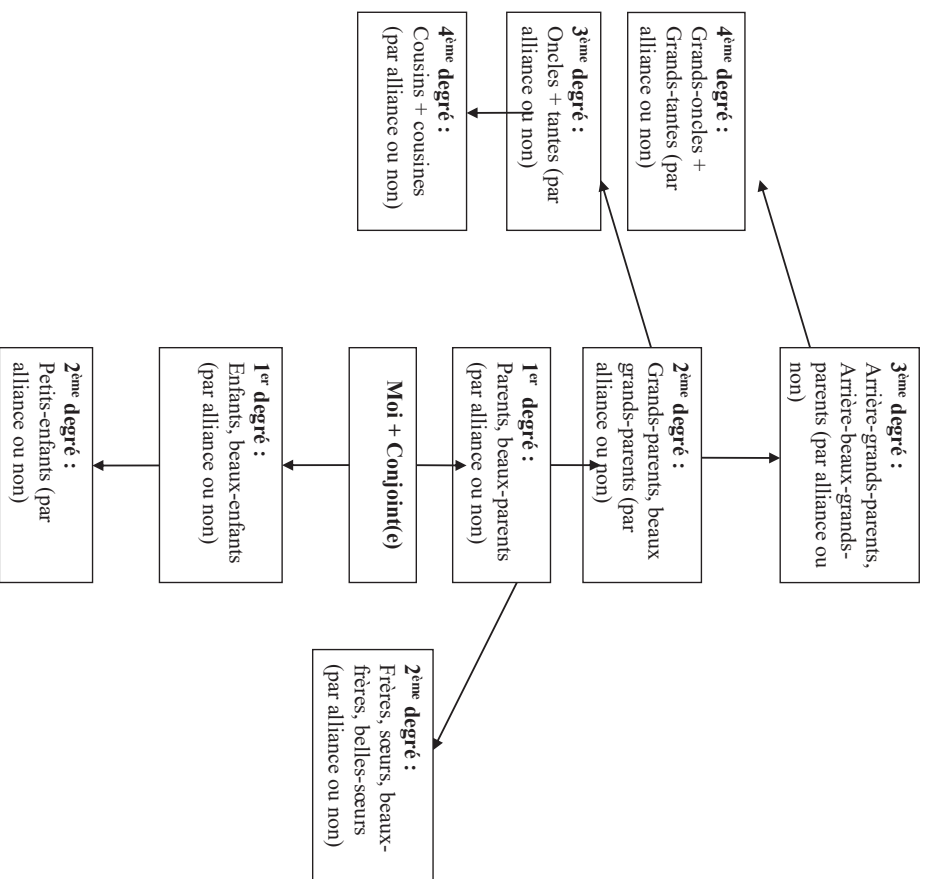 3ème degré :
Arrière-grands-parents,
Arrière-beaux-grands-
parents (par alliance ou
non)
4ème degré :
Grands-oncles +
Grands-tantes (par
alliance ou non)
2ème degré :
Grands-parents, beaux
grands-parents (par
alliance ou non)
3ème degré :
Oncles + tantes (par
alliance ou non)
1er degré :
Parents, beaux-parents
(par alliance ou non)
4ème degré :
Cousins + cousines
(par alliance ou non)
Moi + Conjoint(e)
2ème degré :
Frères, sœurs, beaux-
frères, belles-sœurs
(par alliance ou non)
1er degré :
Enfants, beaux-enfants
(par alliance ou non)
2ème degré :
Petits-enfants (par
alliance ou non)